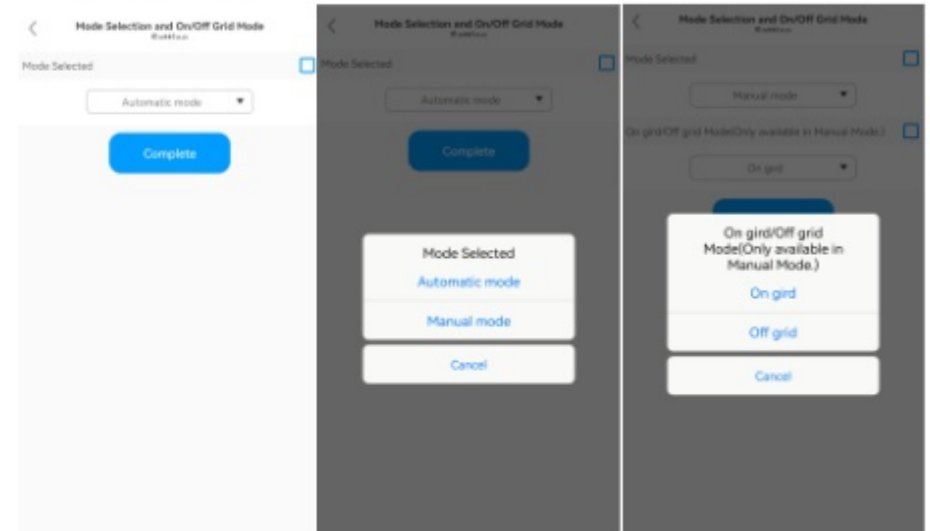 Mode Selection and On/Off Grid Mode
Mode Selected
Automatic mode
Complete
Mode Selection and On/Off Grid Mode
Mode Selected
Automatic mode
Complete
Mode Selected
Automatic mode
Manual mode
Cancel
Mode Selection and On/Off Grid Mode
Mode Selected
Manual mode
On gird/Off grid Mode(Only available in Manual Mode.)
On gird
On gird/Off grid
Mode(Only available in
Manual Mode.)
On gird
Off grid
Cancel